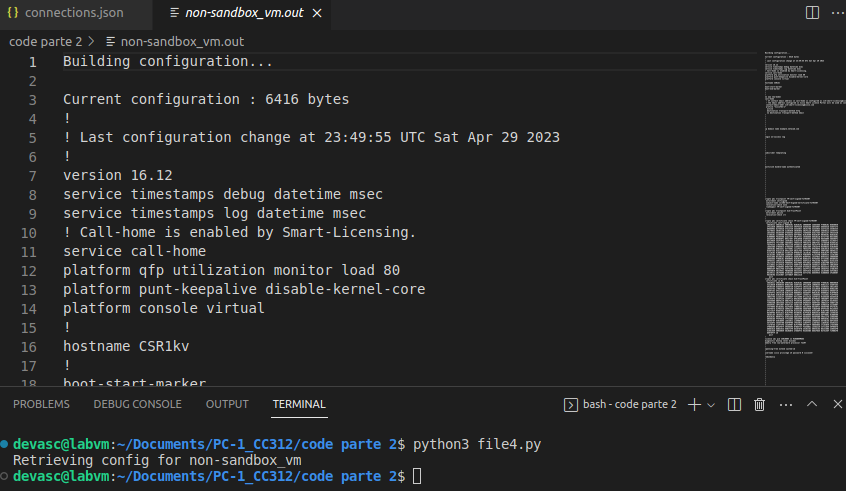 {} connections.json
non-sandbox_vm.out ×
code parte 2 > non-sandbox_vm.out
1 Building configuration...
2
3 Current configuration : 6416 bytes
4 !
5 ! Last configuration change at 23:49:55 UTC Sat Apr 29 2023
6 !
7 version 16.12
8 service timestamps debug datetime msec
9 service timestamps log datetime msec
10 ! Call-home is enabled by Smart-Licensing.
11 service call-home
12 platform qfp utilization monitor load 80
13 platform punt-keepalive disable-kernel-core
14 platform console virtual
15 !
16 hostname CSR1kv
17 !
18 boot-start-marker
PROBLEMS DEBUG CONSOLE OUTPUT TERMINAL
bash - code parte 2
devasc@labvm:~/Documents/PC-1_CC312/code parte 2$ python3 file4.py
Retrieving config for non-sandbox_vm
devasc@labvm:~/Documents/PC-1_CC312/code parte 2$